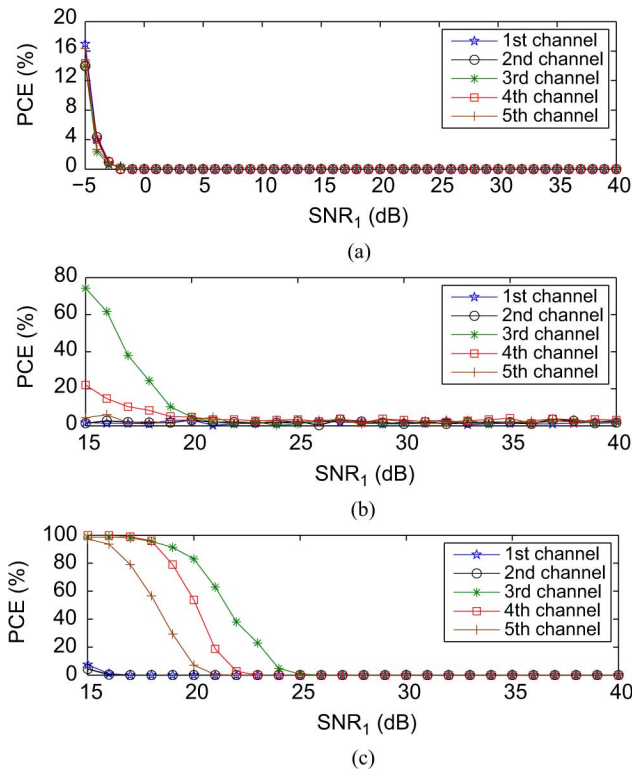 20
16
12
8
4
0
PCE (%)
1st channel
2nd channel
3rd channel
4th channel
5th channel
−5 0 5 10 15 20 25 30 35 40
SNR1 (dB)
(a)
80
60
40
20
0
PCE (%)
1st channel
2nd channel
3rd channel
4th channel
5th channel
15 20 25 30 35 40
SNR1 (dB)
(b)
100
80
60
40
20
0
PCE (%)
1st channel
2nd channel
3rd channel
4th channel
5th channel
15 20 25 30 35 40
SNR1 (dB)
(c)